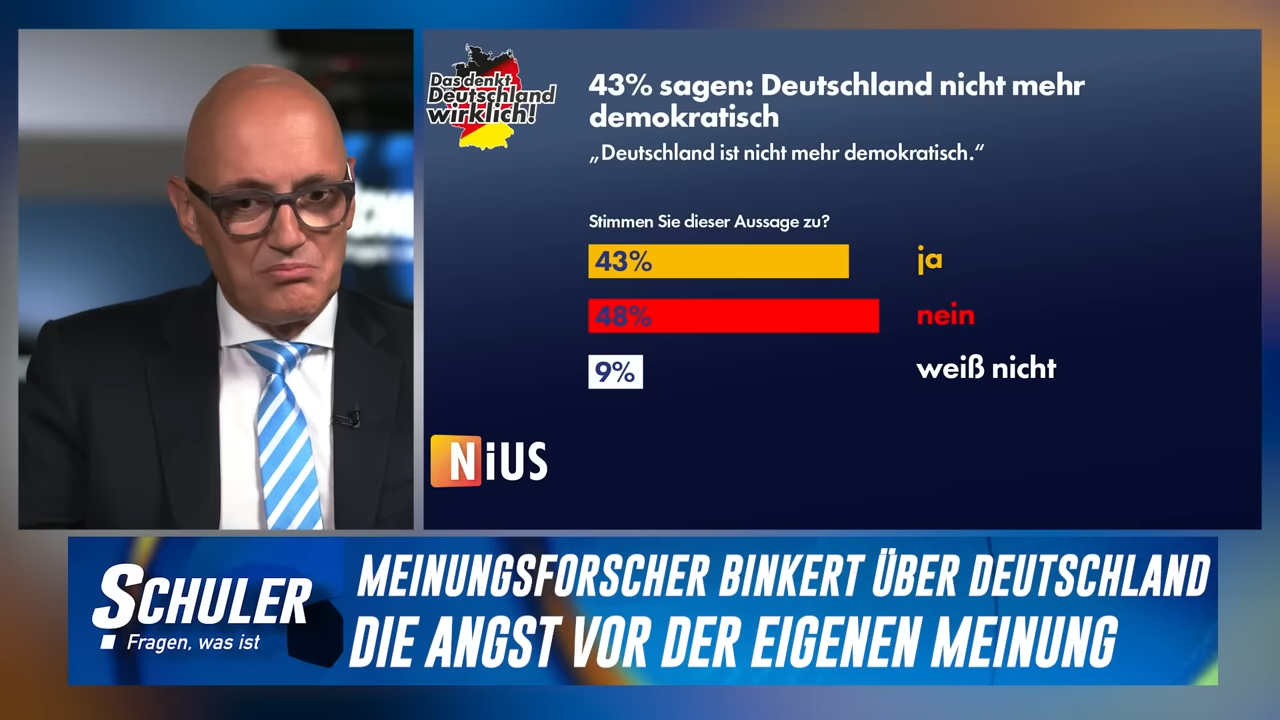 Das denkt
Deutschland
wirklich!
43% sagen: Deutschland nicht mehr
demokratisch
„Deutschland ist nicht mehr demokratisch.“
Stimmen Sie dieser Aussage zu?
43% ja
48% nein
9% weiß nicht
NiUS
SCHULER
Fragen, was ist
MEINUNGSFORSCHER BINKERT ÜBER DEUTSCHLAND
DIE ANGST VOR DER EIGENEN MEINUNG